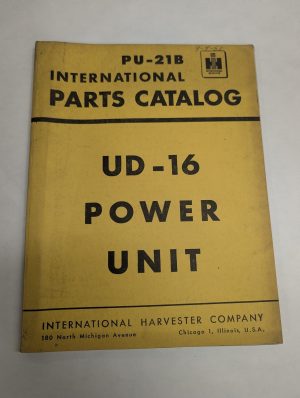 PU-21B
INTERNATIONAL
PARTS CATALOG
UD-16
POWER
UNIT
INTERNATIONAL HARVESTER COMPANY
180 North Michigan Avenue Chicago 1, Illinois, U.S.A.